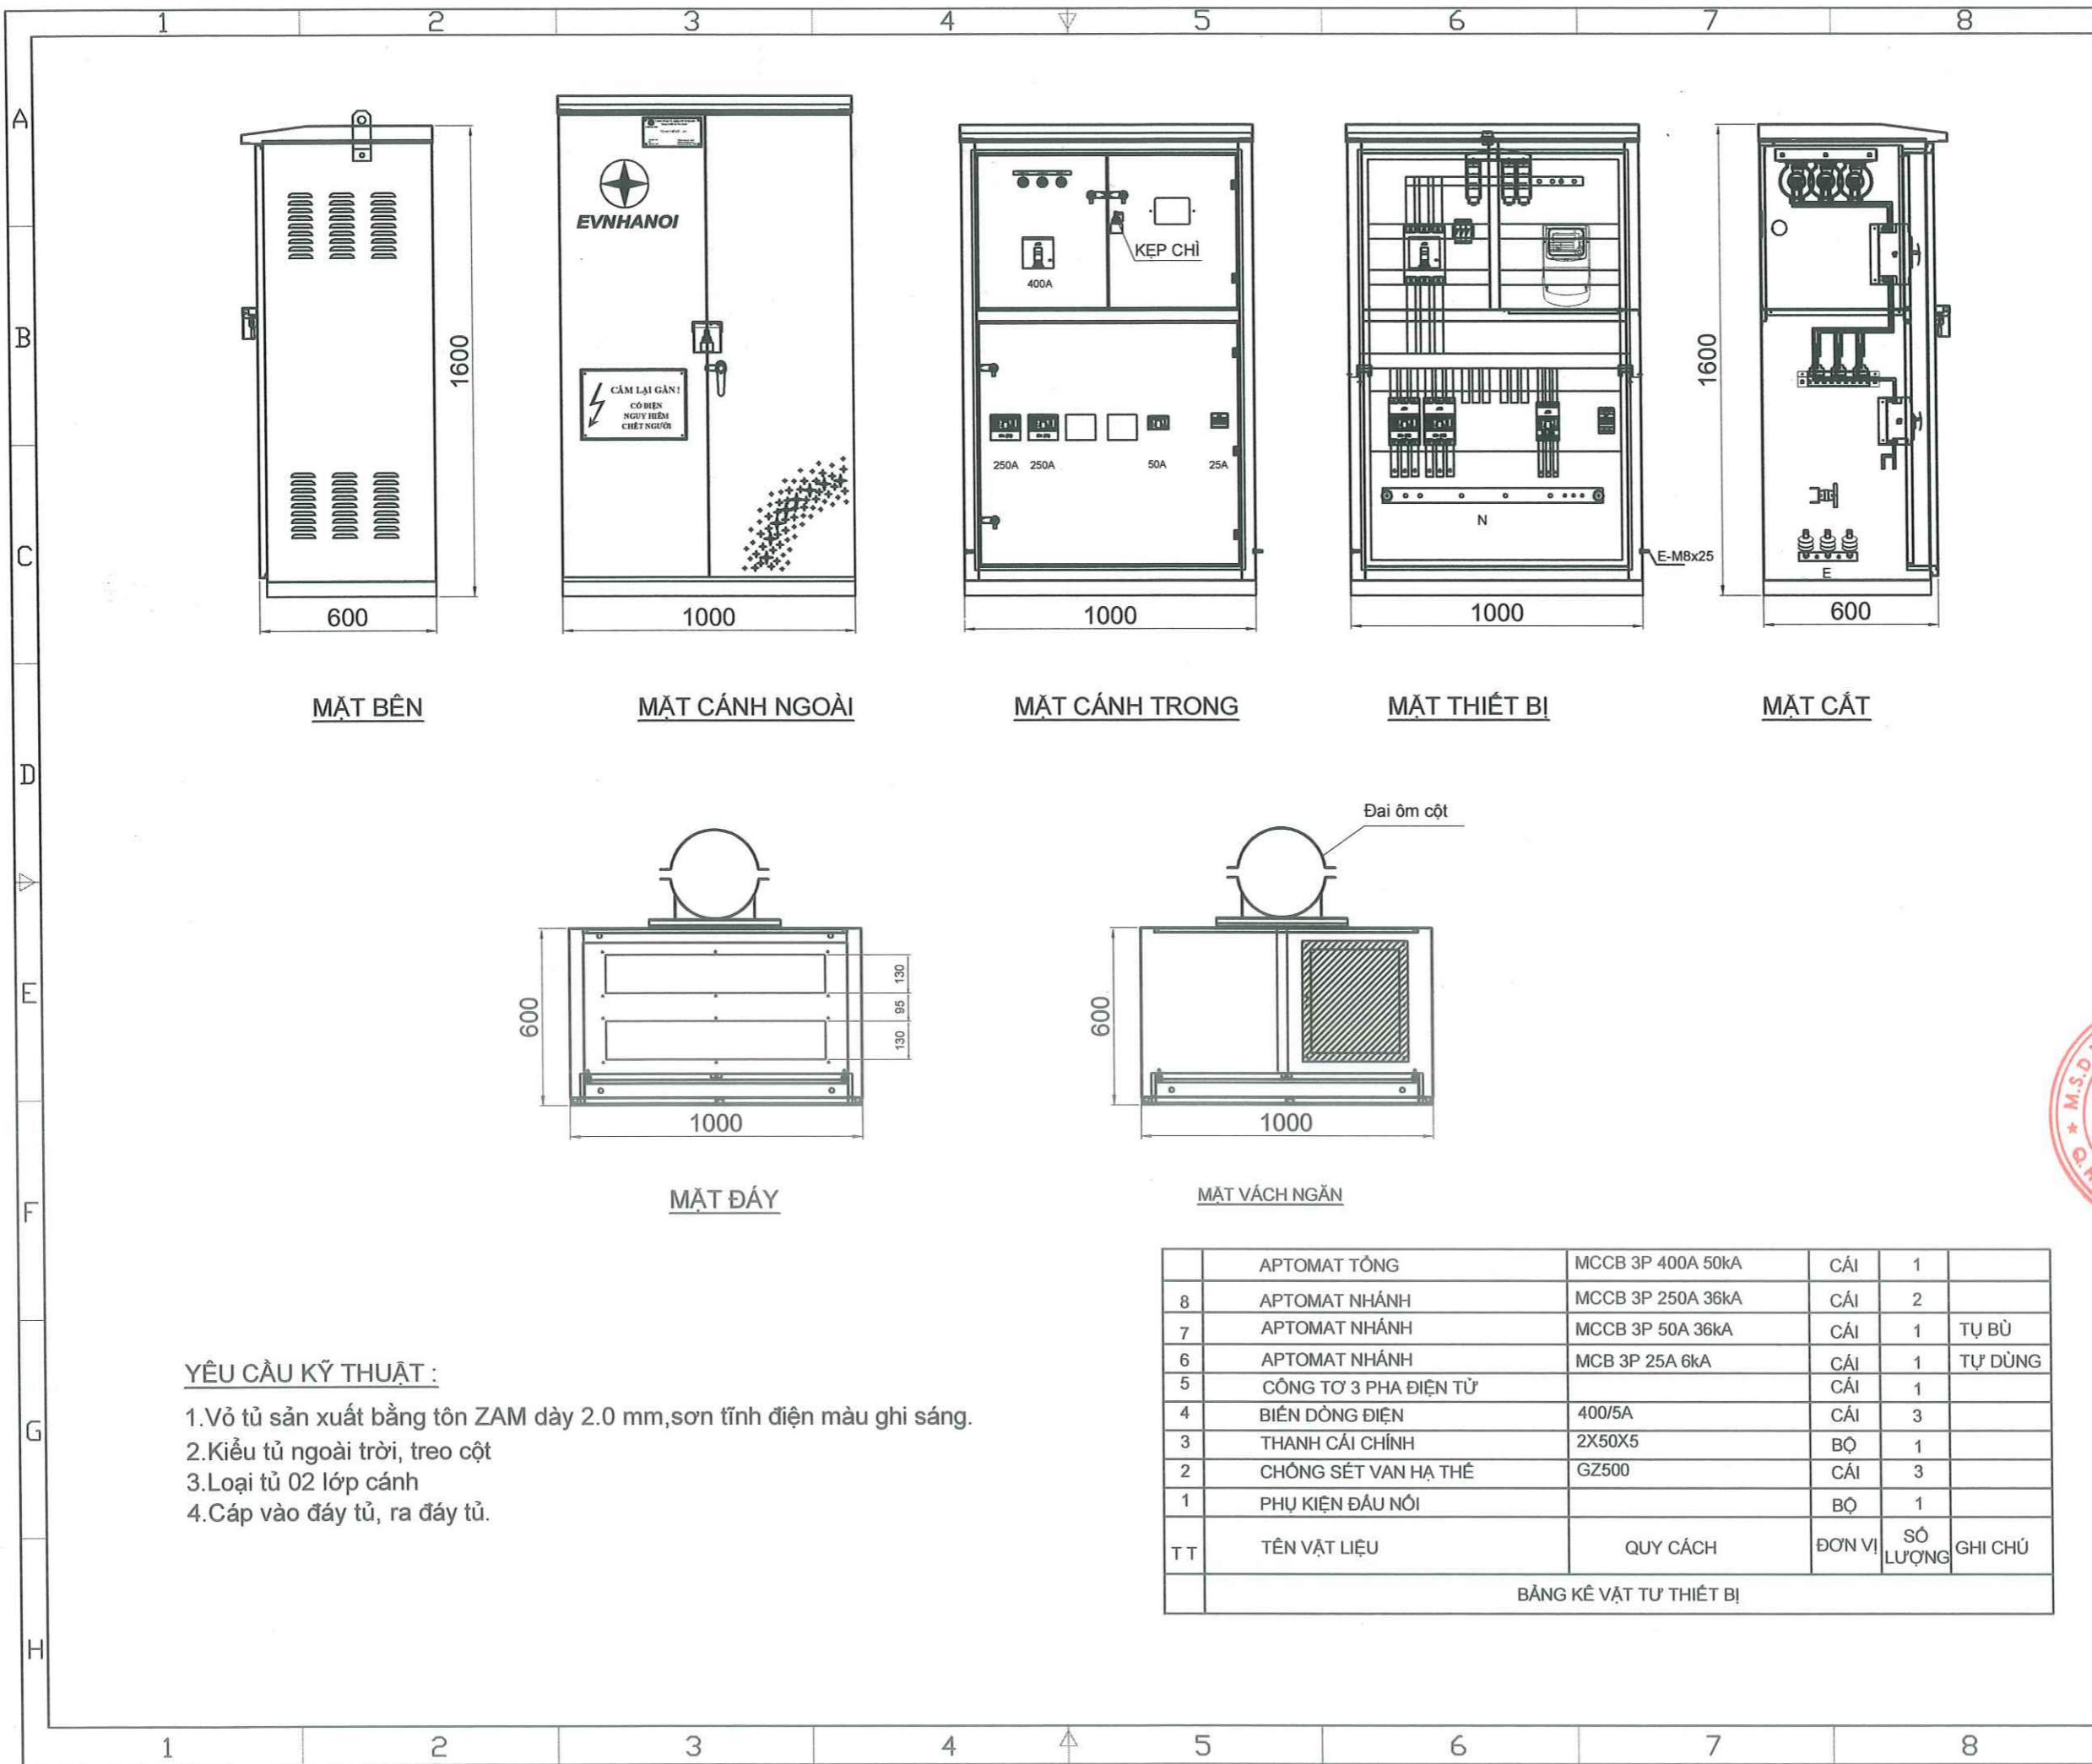 1 2 3 4 5 6 7 8
A
B
C
D
E
F
G
H
EVNHANOI
CẤM LẠI GẦN!
CÓ ĐIỆN
NGUY HIỂM
CHẾT NGƯỜI
400A
KẸP CHÌ
250A 250A 50A 25A
N
E-M8x25
E
1600
1600
600
1000
1000
1000
600
MẶT BÊN
MẶT CÁNH NGOÀI
MẶT CÁNH TRONG
MẶT THIẾT BỊ
MẶT CẮT
Đai ôm cột
600
130
95
130
1000
600
1000
MẶT ĐÁY
MẶT VÁCH NGĂN
M.S.D
YÊU CẦU KỸ THUẬT :
1.Vỏ tủ sản xuất bằng tôn ZAM dày 2.0 mm,sơn tĩnh điện màu ghi sáng.
2.Kiểu tủ ngoài trời, treo cột
3.Loại tủ 02 lớp cánh
4.Cáp vào đáy tủ, ra đáy tủ.
APTOMAT TỔNG MCCB 3P 400A 50kA CÁI 1
8 APTOMAT NHÁNH MCCB 3P 250A 36kA CÁI 2
7 APTOMAT NHÁNH MCCB 3P 50A 36kA CÁI 1 TỤ BÙ
6 APTOMAT NHÁNH MCB 3P 25A 6kA CÁI 1 TỰ DÙNG
5 CÔNG TƠ 3 PHA ĐIỆN TỬ CÁI 1
4 BIẾN DÒNG ĐIỆN 400/5A CÁI 3
3 THANH CÁI CHÍNH 2X50X5 BỘ 1
2 CHỐNG SÉT VAN HẠ THẾ GZ500 CÁI 3
1 PHỤ KIỆN ĐẤU NỐI BỘ 1
TT TÊN VẬT LIỆU QUY CÁCH ĐƠN VỊ SỐ LƯỢNG GHI CHÚ
BẢNG KÊ VẬT TƯ THIẾT BỊ
1 2 3 4 5 6 7 8